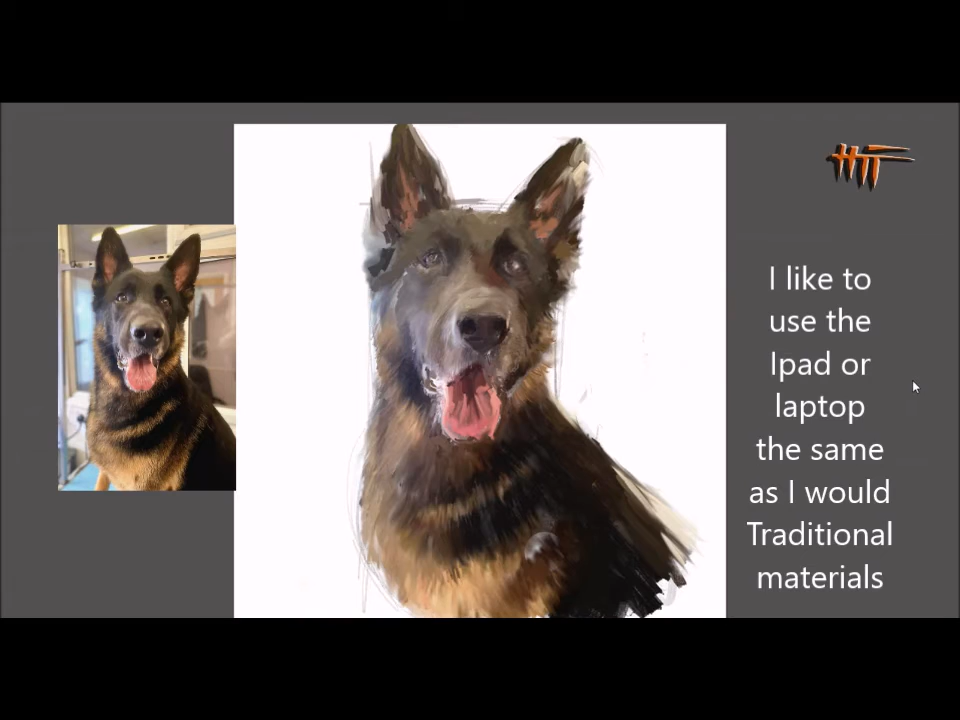 I like to
use the
Ipad or
laptop
the same
as I would
Traditional
materials